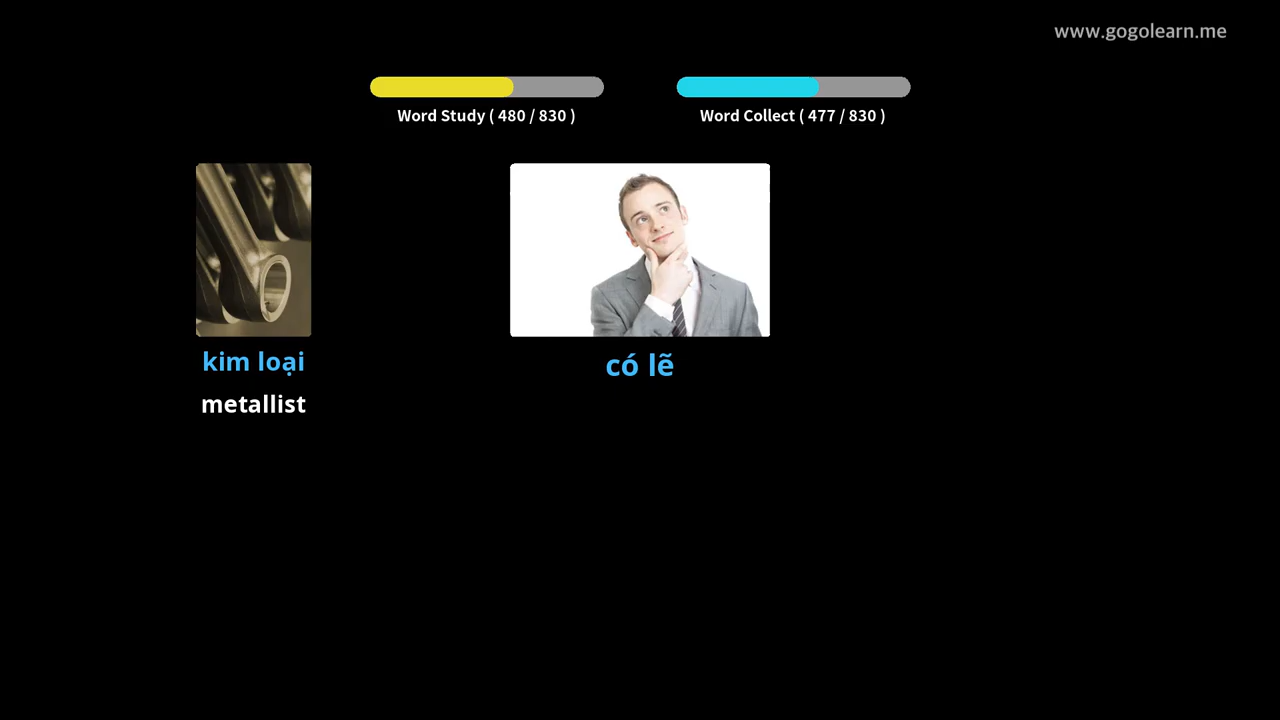 www.gogolearn.me
Word Study ( 480 / 830 )
Word Collect ( 477 / 830 )
kim loại
metallist
có lẽ